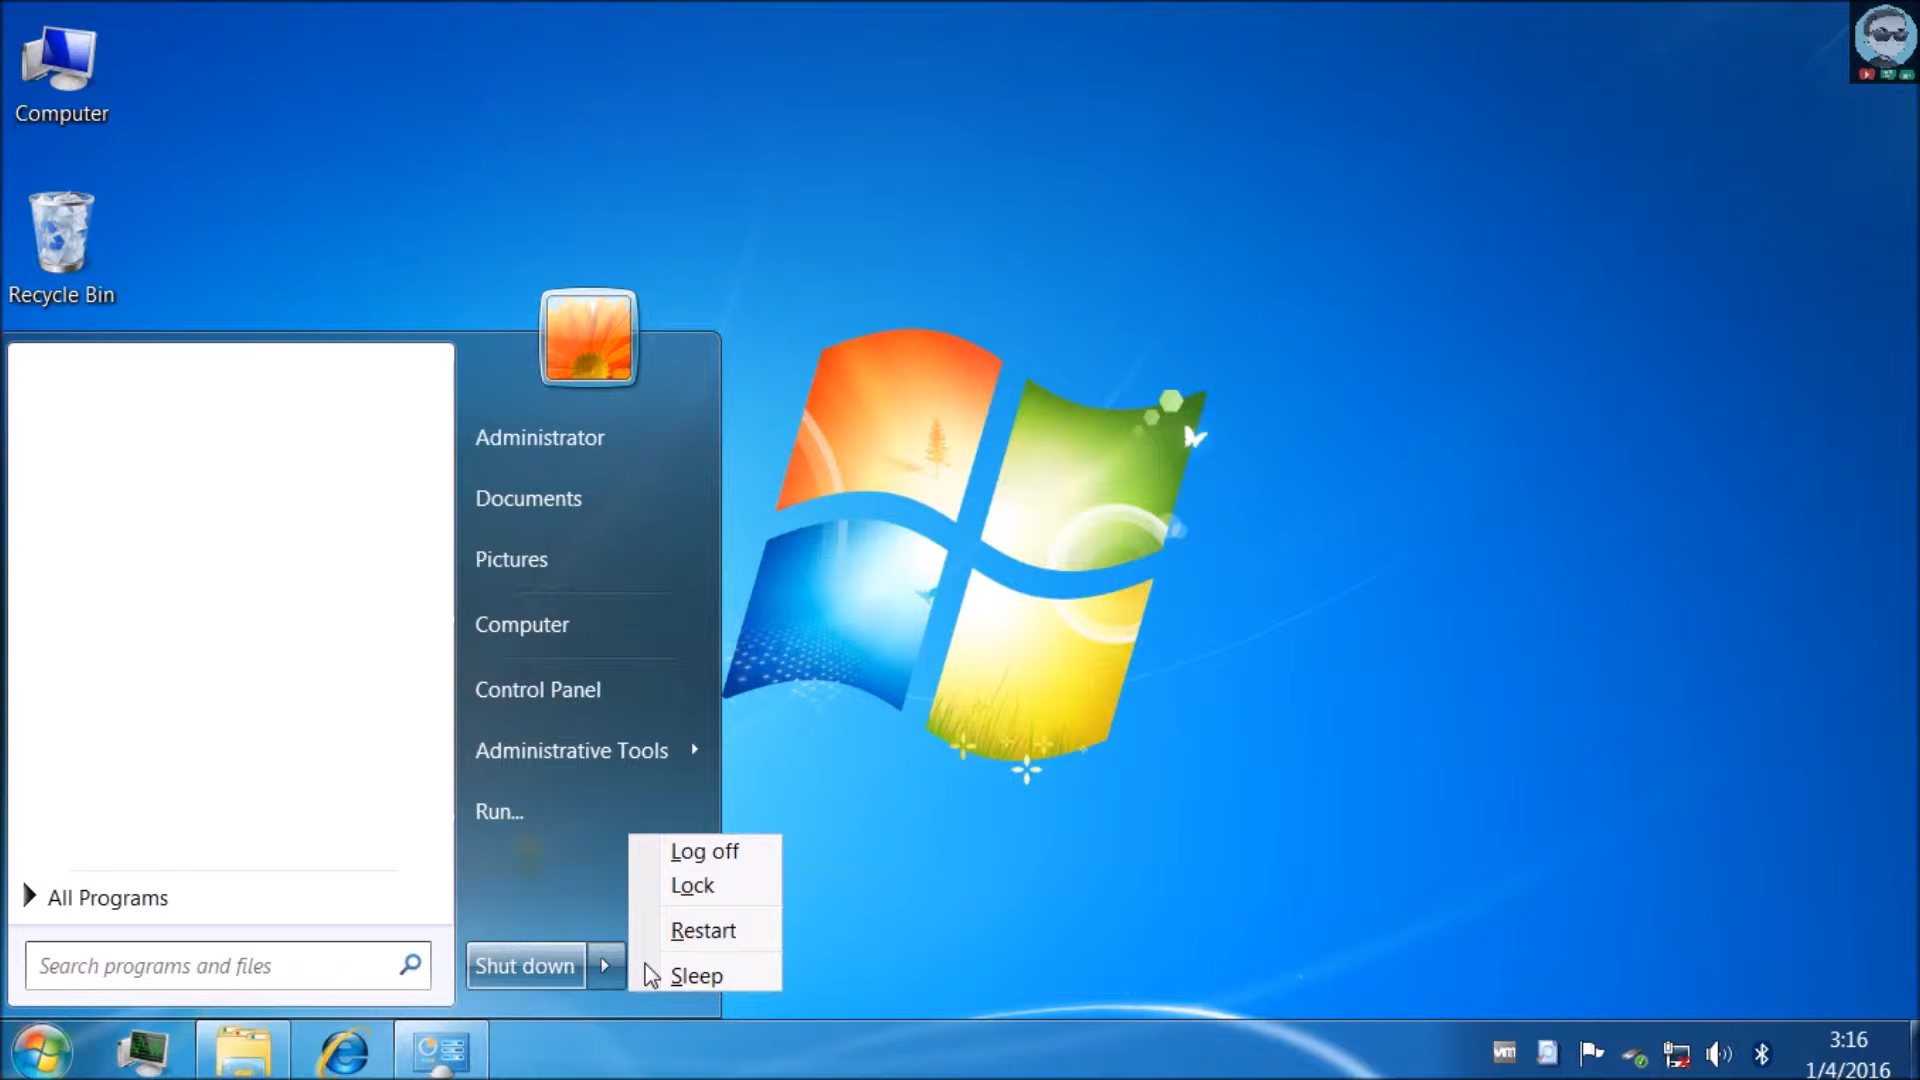 Computer
Recycle Bin
Administrator
Documents
Pictures
Computer
Control Panel
Administrative Tools
Run...
Log off
Lock
Restart
Sleep
All Programs
Search programs and files
Shut down
vm
3:16
1/4/2016